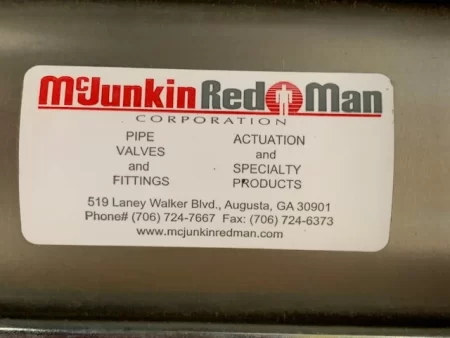 McJunkin Red Man
CORPORATION
PIPE
VALVES
and
FITTINGS
ACTUATION
and
SPECIALTY
PRODUCTS
519 Laney Walker Blvd., Augusta, GA 30901
Phone# (706) 724-7667 Fax: (706) 724-6373
www.mcjunkinredman.com